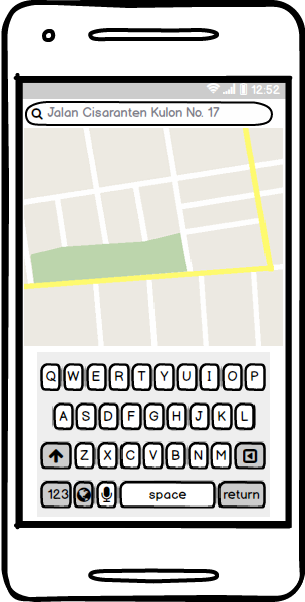 12:52
Jalan Cisaranten Kulon No. 17
Q W E R T Y U I O P
A S D F G H J K L
Z X C V B N M
123 space return